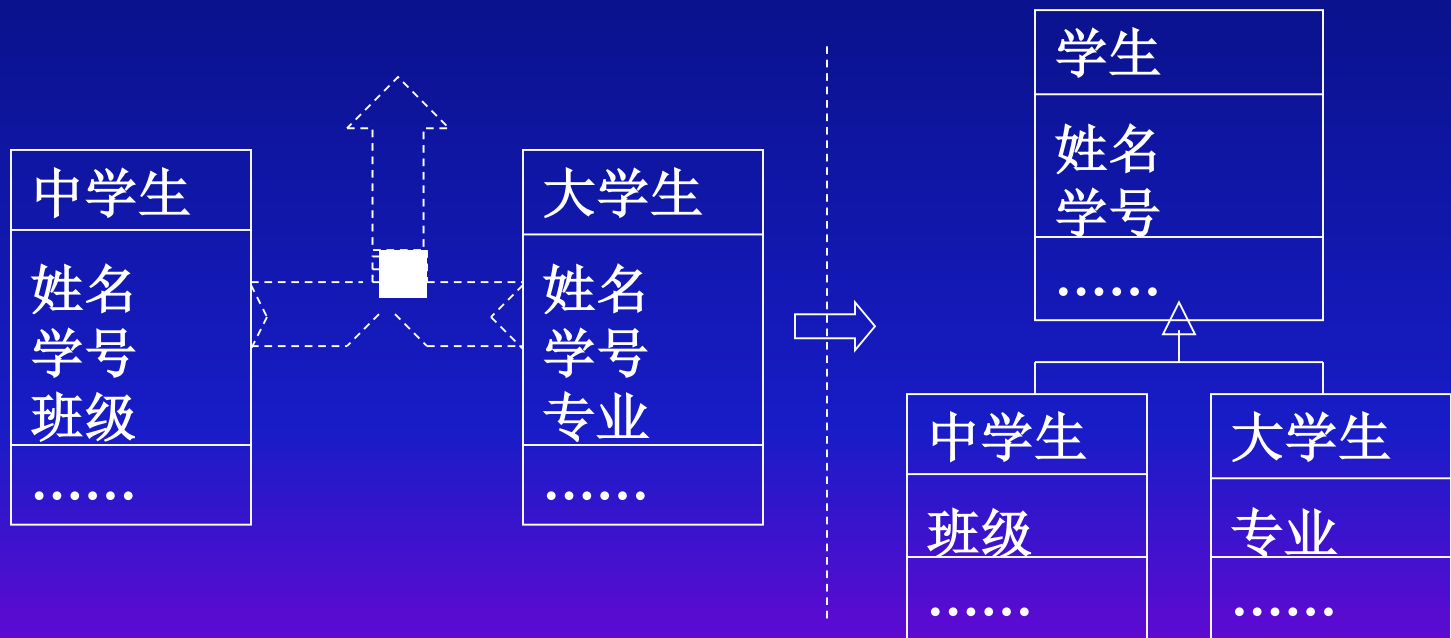 中学生
姓名
学号
班级
……
大学生
姓名
学号
专业
……
学生
姓名
学号
……
中学生
班级
……
大学生
专业
……